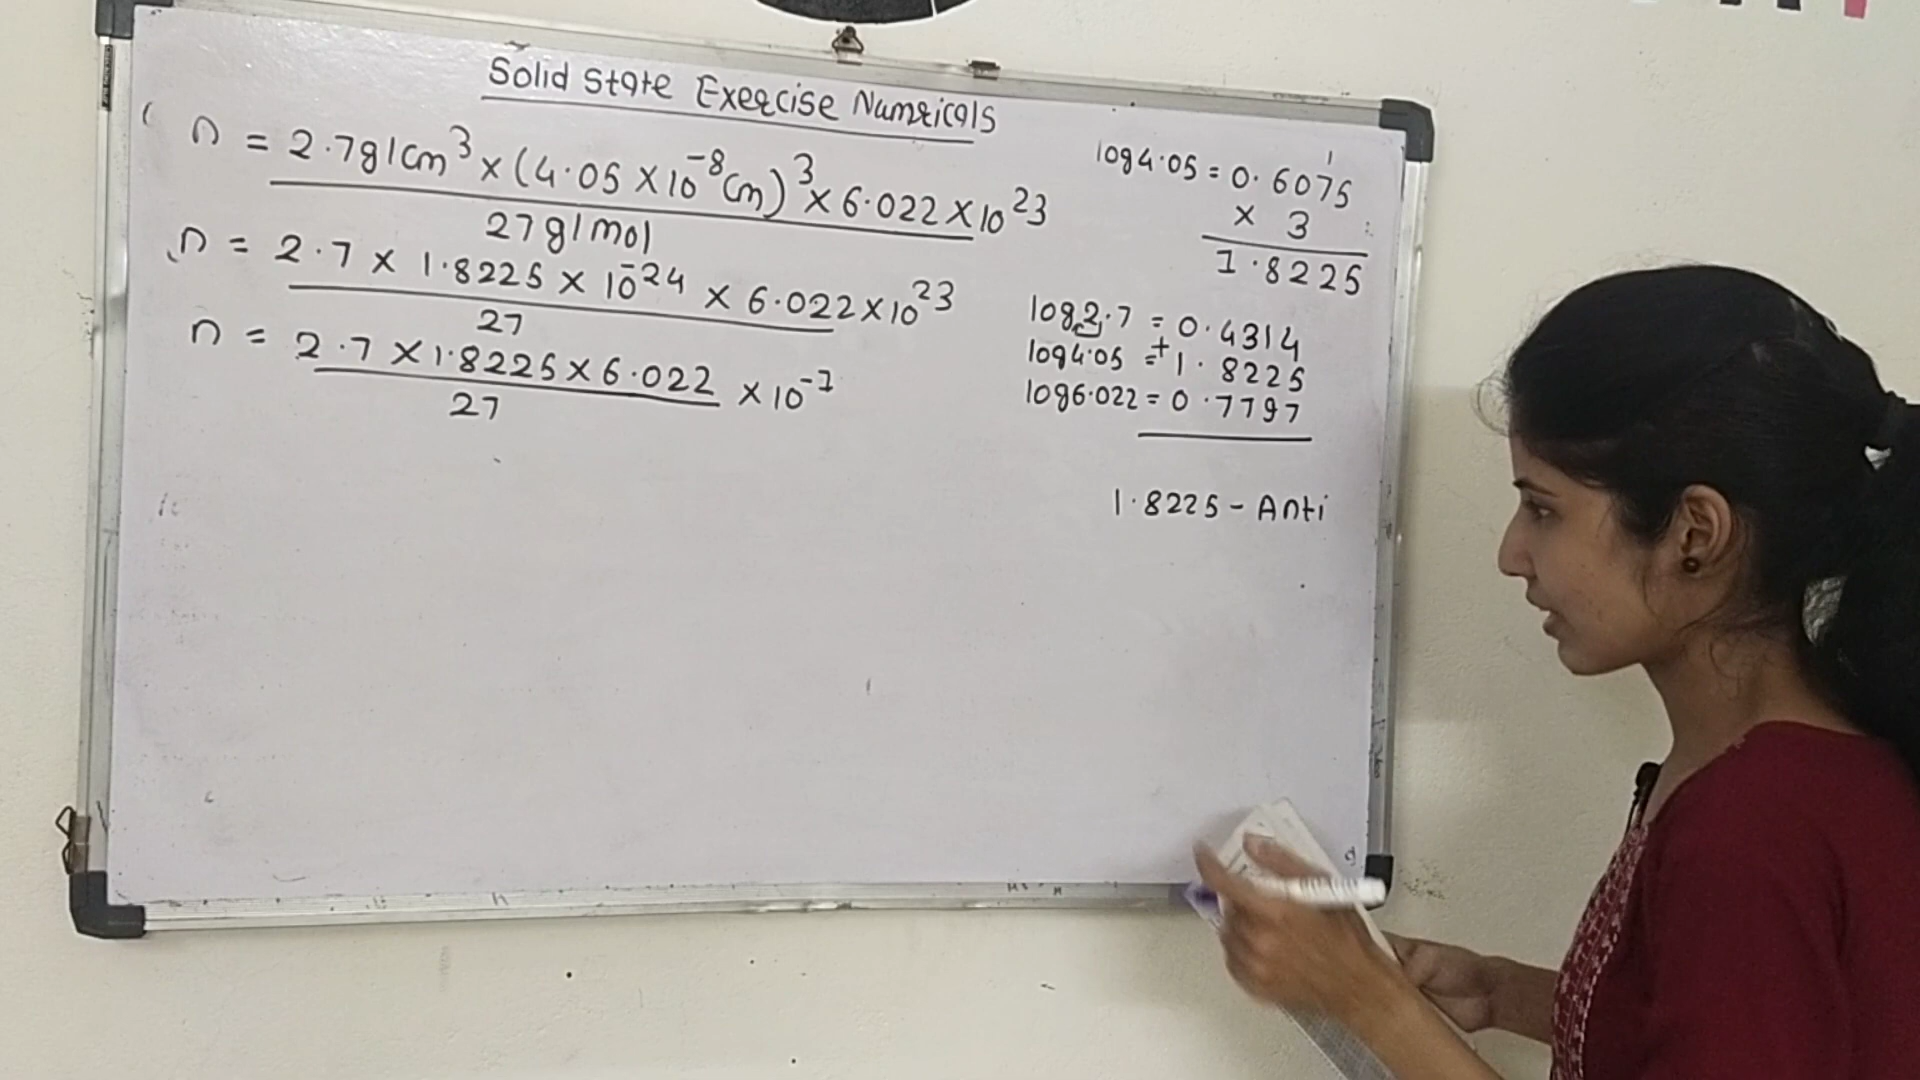 Solid State Exercise Numericals
n = 2.7g/cm³ × (4.05 × 10⁻⁸cm)³ × 6.022 × 10²³
27g/mol
n = 2.7 × 1.8225 × 10⁻²⁴ × 6.022 × 10²³
27
n = 2.7 × 1.8225 × 6.022 × 10⁻¹
27
log 4.05 = 0.6075
1
× 3
1.8225
log 2.7 = 0.4314
+
log 4.05 = 1.8225
log 6.022 = 0.7797
1.8225 - Anti